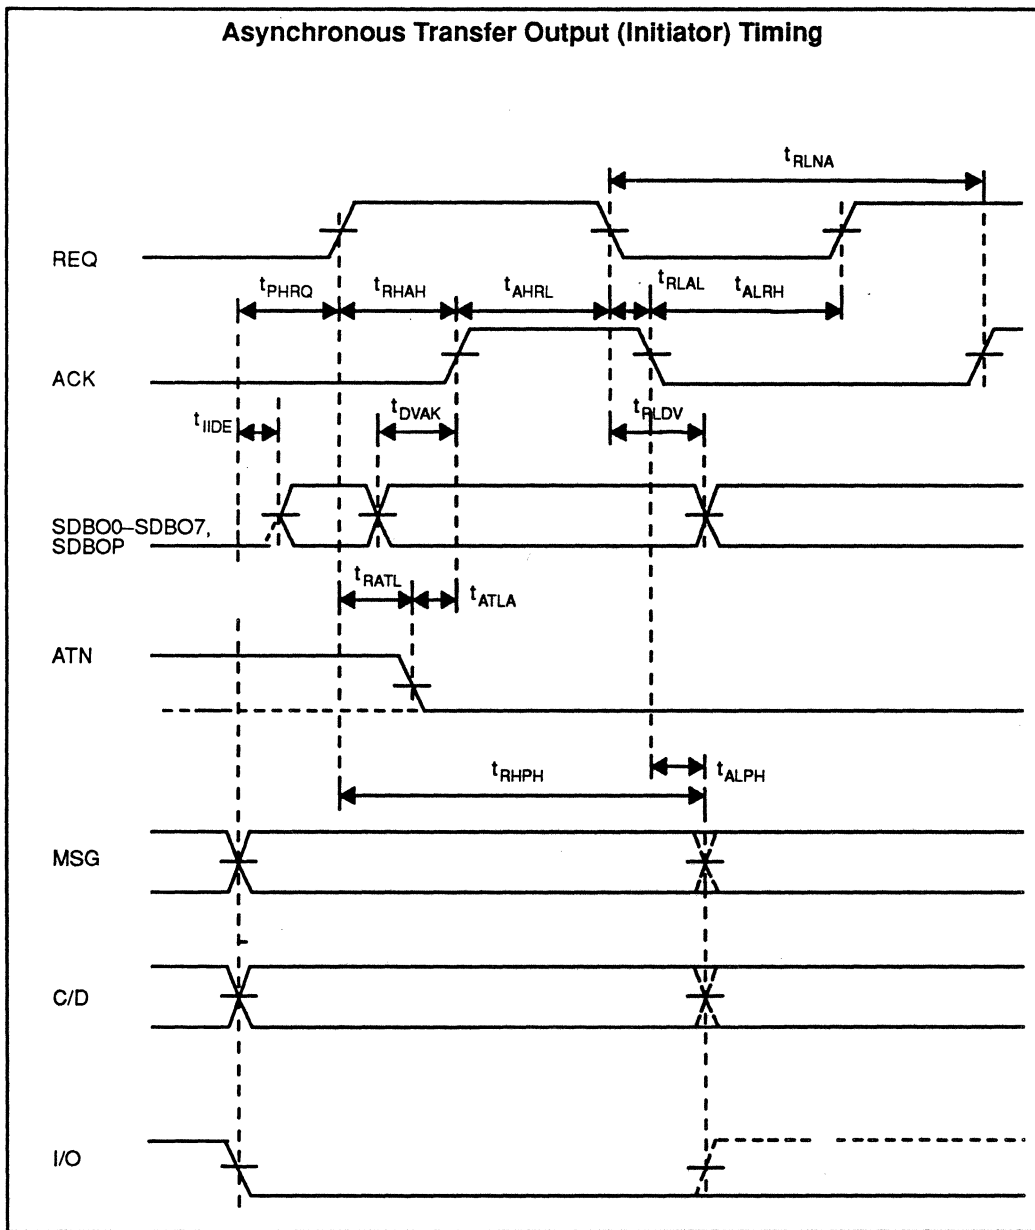 Asynchronous Transfer Output (Initiator) Timing
tRLNA
REQ
tPHRQ tRHAH tAHRL tRLAL tALRH
ACK
tIIDE tDVAK tRLDV
SDBO0–SDBO7,
SDBOP
tRATL tATLA
ATN
tRHPH tALPH
MSG
C/D
I/O